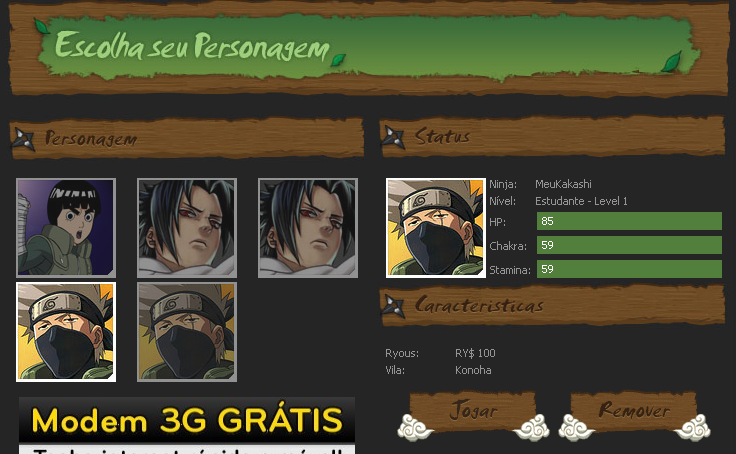 Escolha seu Personagem
Personagem
Status
Ninja: MeuKakashi
Nível: Estudante - Level 1
HP: 85
Chakra: 59
Stamina: 59
Caracteristicas
Ryous: RY$ 100
Vila: Konoha
Jogar
Remover
Modem 3G GRÁTIS